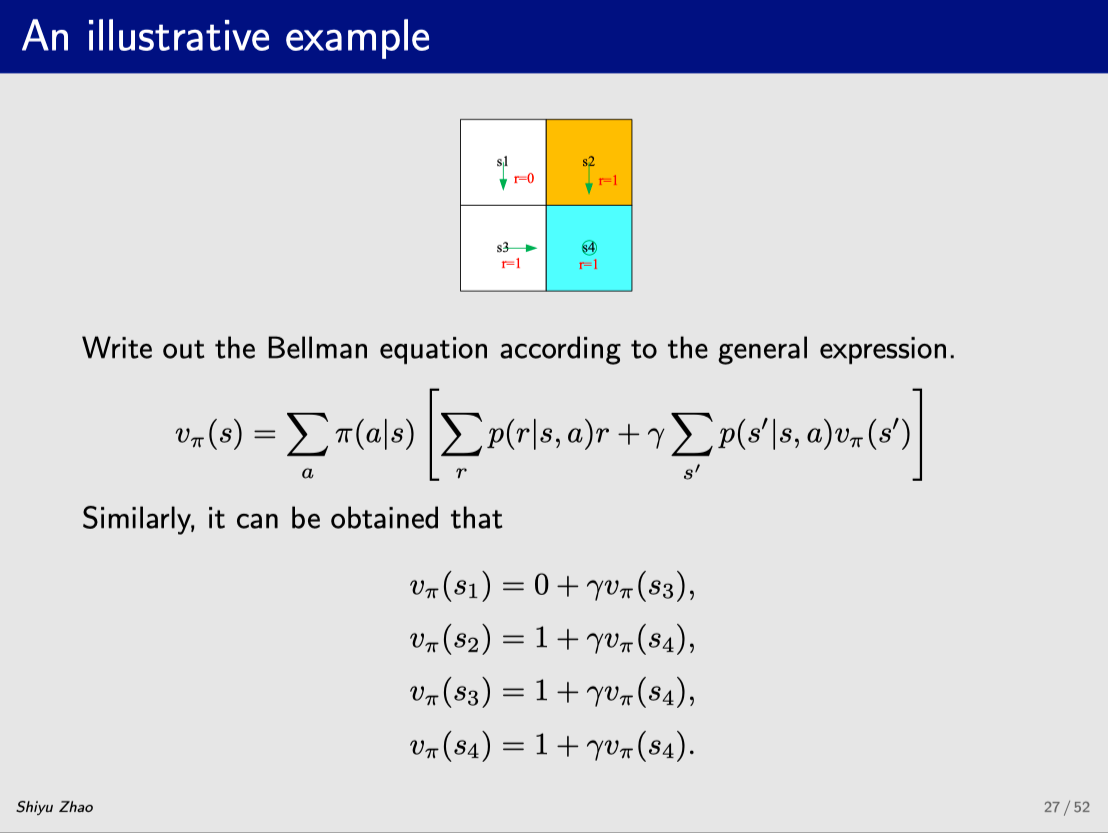 An illustrative example
s1
r=0
s2
r=1
s3
r=1
s4
r=1
Write out the Bellman equation according to the general expression.
$v_\pi(s) = \sum_a \pi(a|s) \left[ \sum_r p(r|s,a)r + \gamma \sum_{s'} p(s'|s,a)v_\pi(s') \right]$
Similarly, it can be obtained that
$v_\pi(s_1) = 0 + \gamma v_\pi(s_3),$
$v_\pi(s_2) = 1 + \gamma v_\pi(s_4),$
$v_\pi(s_3) = 1 + \gamma v_\pi(s_4),$
$v_\pi(s_4) = 1 + \gamma v_\pi(s_4).$
Shiyu Zhao
27 / 52